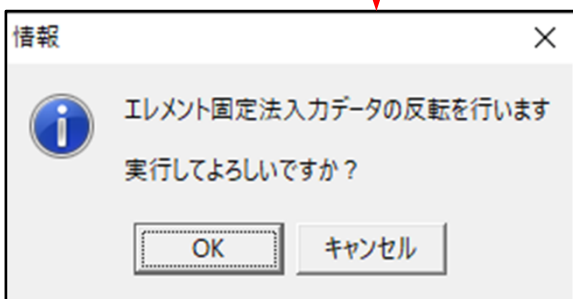 情報
エレメント固定法入力データの反転を行います
実行してよろしいですか？
OK
キャンセル